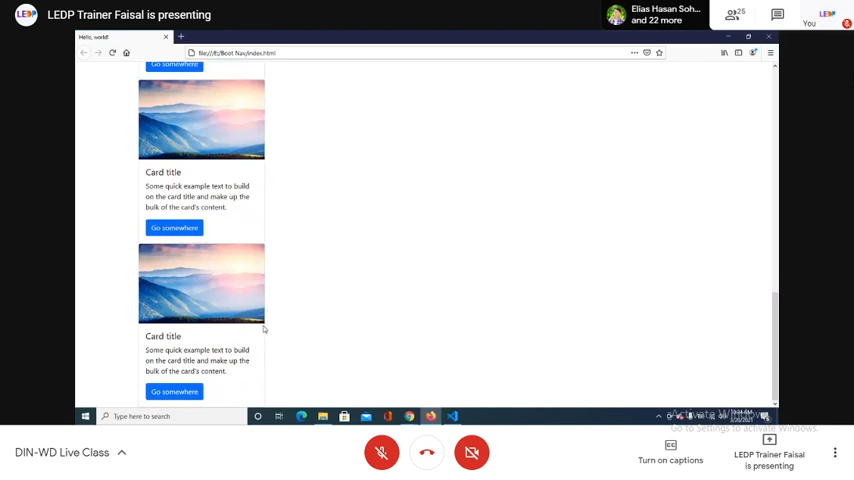 LEDP
LEDP Trainer Faisal is presenting
Elias Hasan Soh...
and 22 more
25
LEDP
You
Hello, world!
file:///E:/Boot Nav/index.html
Go somewhere
Card title
Some quick example text to build
on the card title and make up the
bulk of the card's content.
Go somewhere
Card title
Some quick example text to build
on the card title and make up the
bulk of the card's content.
Go somewhere
Type here to search
Activate Windows
Go to Settings to activate Windows.
DIN-WD Live Class
CC
Turn on captions
LEDP Trainer Faisal
is presenting